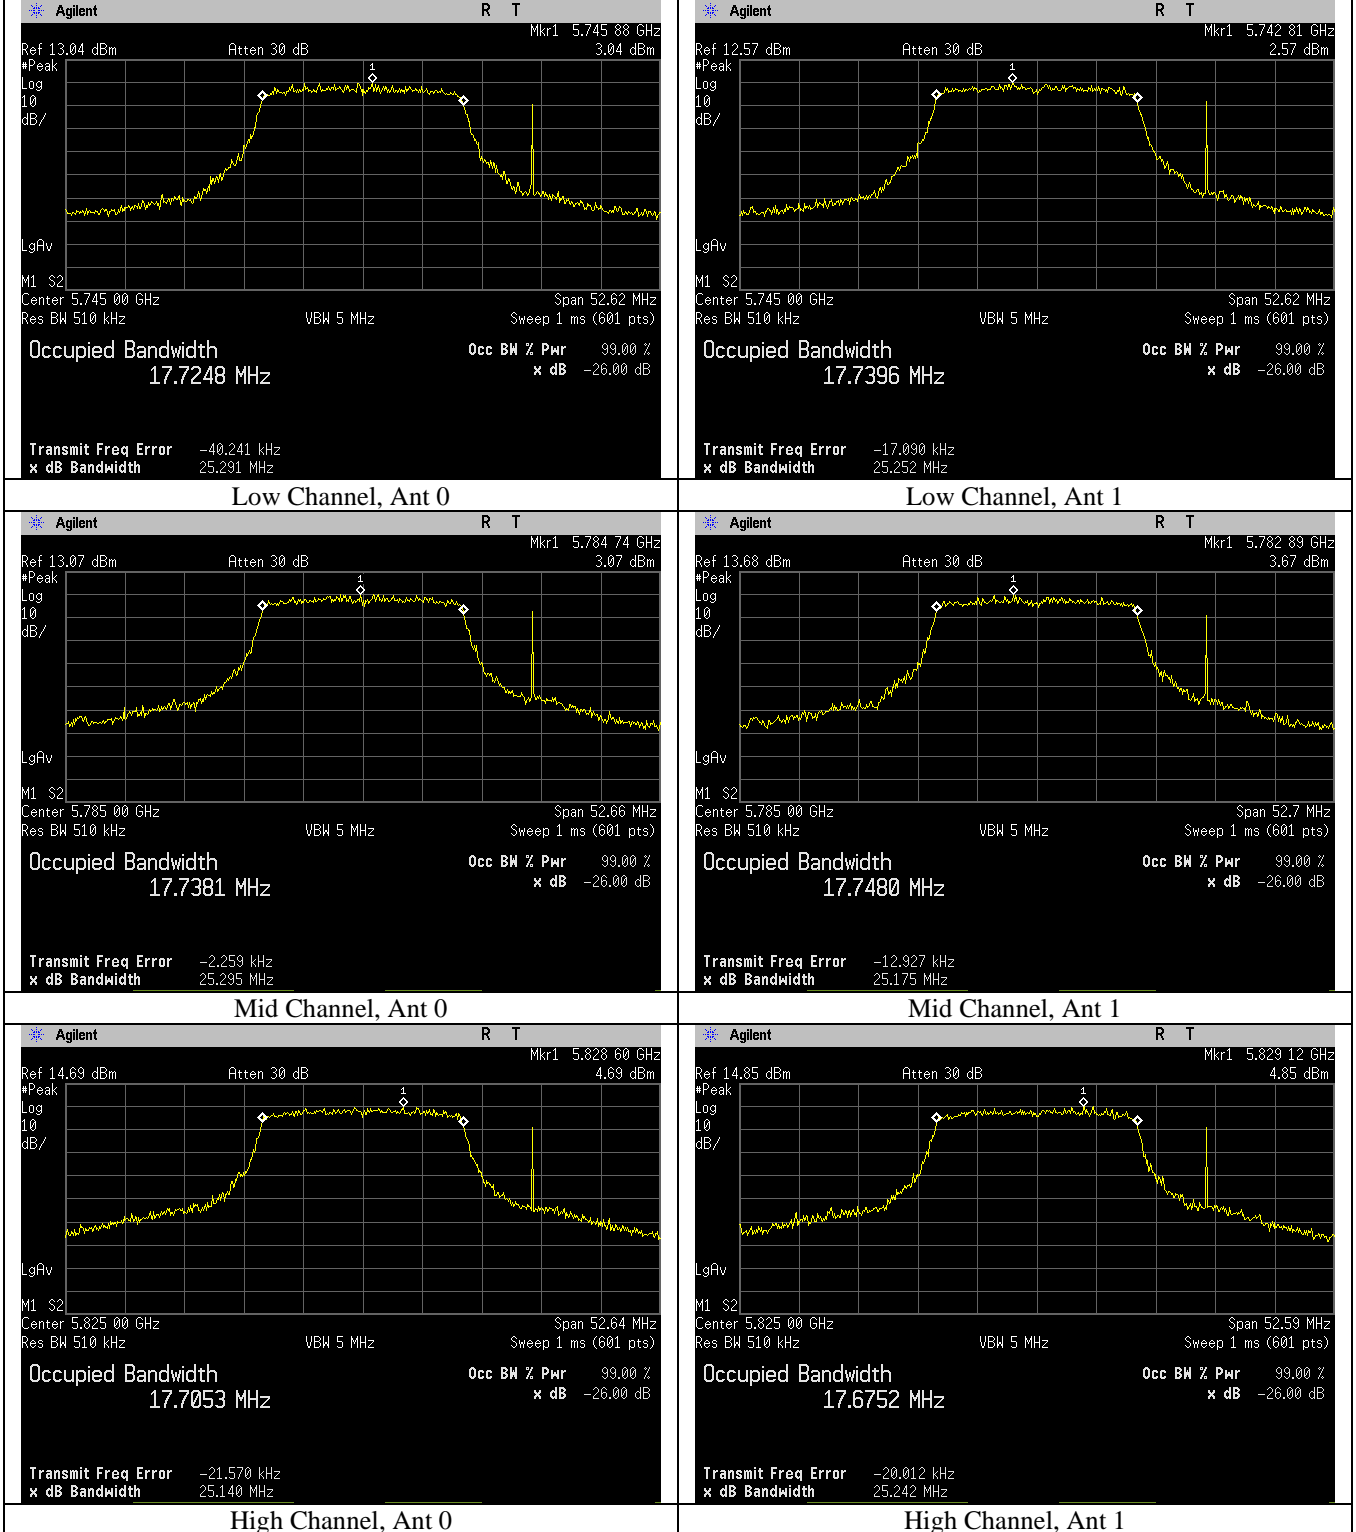 Agilent R T
Mkr1 5.745 88 GHz
Ref 13.04 dBm Atten 30 dB 3.04 dBm
#Peak
1
Log
10
dB/
LgAv
M1 S2
Center 5.745 00 GHz Span 52.62 MHz
Res BW 510 kHz VBW 5 MHz Sweep 1 ms (601 pts)
Occupied Bandwidth Occ BW % Pwr 99.00 %
17.7248 MHz x dB -26.00 dB
Transmit Freq Error -40.241 kHz
x dB Bandwidth 25.291 MHz
Low Channel, Ant 0
Agilent R T
Mkr1 5.742 81 GHz
Ref 12.57 dBm Atten 30 dB 2.57 dBm
#Peak
1
Log
10
dB/
LgAv
M1 S2
Center 5.745 00 GHz Span 52.62 MHz
Res BW 510 kHz VBW 5 MHz Sweep 1 ms (601 pts)
Occupied Bandwidth Occ BW % Pwr 99.00 %
17.7396 MHz x dB -26.00 dB
Transmit Freq Error -17.090 kHz
x dB Bandwidth 25.252 MHz
Low Channel, Ant 1
Agilent R T
Mkr1 5.784 74 GHz
Ref 13.07 dBm Atten 30 dB 3.07 dBm
#Peak
1
Log
10
dB/
LgAv
M1 S2
Center 5.785 00 GHz Span 52.66 MHz
Res BW 510 kHz VBW 5 MHz Sweep 1 ms (601 pts)
Occupied Bandwidth Occ BW % Pwr 99.00 %
17.7381 MHz x dB -26.00 dB
Transmit Freq Error -2.259 kHz
x dB Bandwidth 25.295 MHz
Mid Channel, Ant 0
Agilent R T
Mkr1 5.782 89 GHz
Ref 13.68 dBm Atten 30 dB 3.67 dBm
#Peak
1
Log
10
dB/
LgAv
M1 S2
Center 5.785 00 GHz Span 52.7 MHz
Res BW 510 kHz VBW 5 MHz Sweep 1 ms (601 pts)
Occupied Bandwidth Occ BW % Pwr 99.00 %
17.7480 MHz x dB -26.00 dB
Transmit Freq Error -12.927 kHz
x dB Bandwidth 25.175 MHz
Mid Channel, Ant 1
Agilent R T
Mkr1 5.828 60 GHz
Ref 14.69 dBm Atten 30 dB 4.69 dBm
#Peak
1
Log
10
dB/
LgAv
M1 S2
Center 5.825 00 GHz Span 52.64 MHz
Res BW 510 kHz VBW 5 MHz Sweep 1 ms (601 pts)
Occupied Bandwidth Occ BW % Pwr 99.00 %
17.7053 MHz x dB -26.00 dB
Transmit Freq Error -21.570 kHz
x dB Bandwidth 25.140 MHz
High Channel, Ant 0
Agilent R T
Mkr1 5.829 12 GHz
Ref 14.85 dBm Atten 30 dB 4.85 dBm
#Peak
1
Log
10
dB/
LgAv
M1 S2
Center 5.825 00 GHz Span 52.59 MHz
Res BW 510 kHz VBW 5 MHz Sweep 1 ms (601 pts)
Occupied Bandwidth Occ BW % Pwr 99.00 %
17.6752 MHz x dB -26.00 dB
Transmit Freq Error -20.012 kHz
x dB Bandwidth 25.242 MHz
High Channel, Ant 1